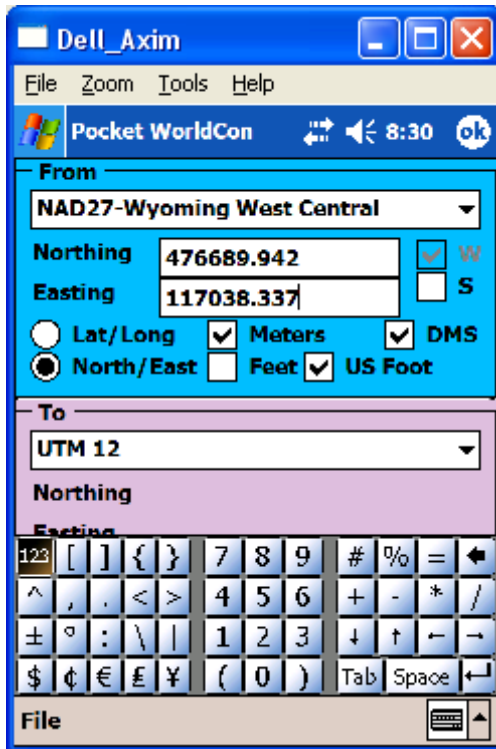 Dell_Axim
File Zoom Tools Help
Pocket WorldCon 8:30 ok
From
NAD27-Wyoming West Central
Northing 476689.942 W
Easting 117038.337 S
Lat/Long Meters DMS
North/East Feet US Foot
To
UTM 12
Northing
Easting
123 [ ] { } 7 8 9 # % =
^ , . < > 4 5 6 + - * /
± º : \ | 1 2 3 ↓ ↑ ← →
$ ¢ € £ ¥ ( 0 ) Tab Space
File